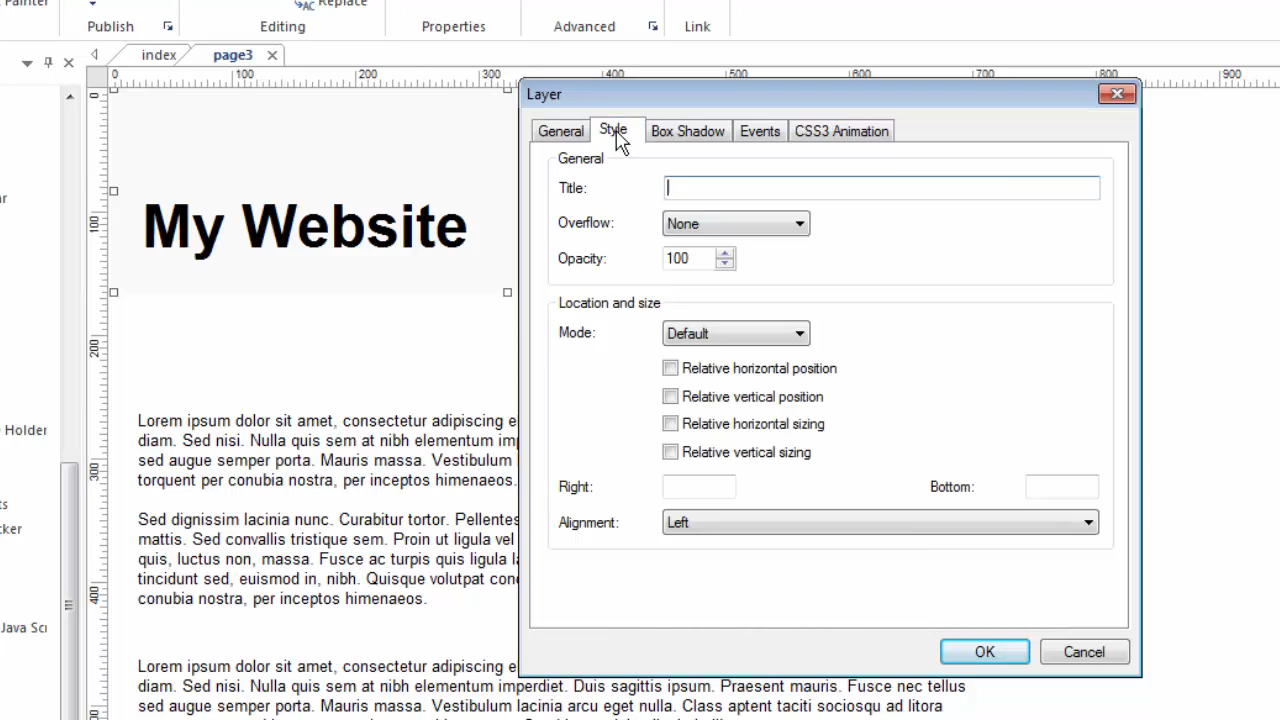 Painter
Replace
Publish
Editing
Properties
Advanced
Link
index
page3
0
100
200
300
400
500
600
700
800
900
0
100
200
300
400
Holder
ts
cker
Java Scr
My Website
Lorem ipsum dolor sit amet, consectetur adipiscing e
diam. Sed nisi. Nulla quis sem at nibh elementum imp
sed augue semper porta. Mauris massa. Vestibulum
torquent per conubia nostra, per inceptos himenaeos.
Sed dignissim lacinia nunc. Curabitur tortor. Pellentes
mattis. Sed convallis tristique sem. Proin ut ligula vel
quis, luctus non, massa. Fusce ac turpis quis ligula la
tincidunt sed, euismod in, nibh. Quisque volutpat con
conubia nostra, per inceptos himenaeos.
Lorem ipsum dolor sit amet, consectetur adipiscing e
diam. Sed nisi. Nulla quis sem at nibh elementum imperdiet. Duis sagittis ipsum. Praesent mauris. Fusce nec tellus
sed augue semper porta. Mauris massa. Vestibulum lacinia arcu eget nulla. Class aptent taciti sociosqu ad litora
Layer
General
Style
Box Shadow
Events
CSS3 Animation
General
Title:
Overflow:
None
Opacity:
100
Location and size
Mode:
Default
Relative horizontal position
Relative vertical position
Relative horizontal sizing
Relative vertical sizing
Right:
Bottom:
Alignment:
Left
OK
Cancel